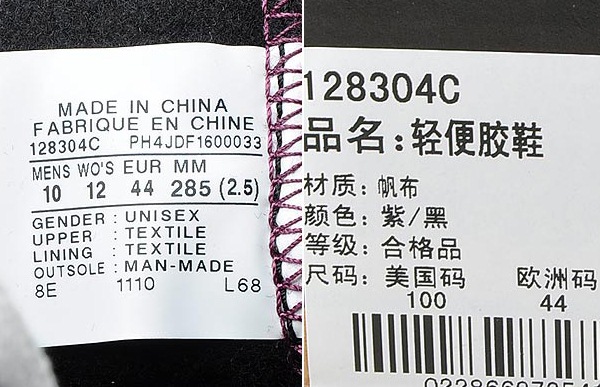 MADE IN CHINA
FABRIQUE EN CHINE
128304C PH4JDF1600033
MENS WO'S EUR MM
10 12 44 285 (2.5)
GENDER : UNISEX
UPPER : TEXTILE
LINING : TEXTILE
OUTSOLE : MAN-MADE
8E 1110 L68
128304C
品名:轻便胶鞋
材质:帆布
颜色:紫/黑
等级:合格品
尺码:美国码 欧洲码
100 44